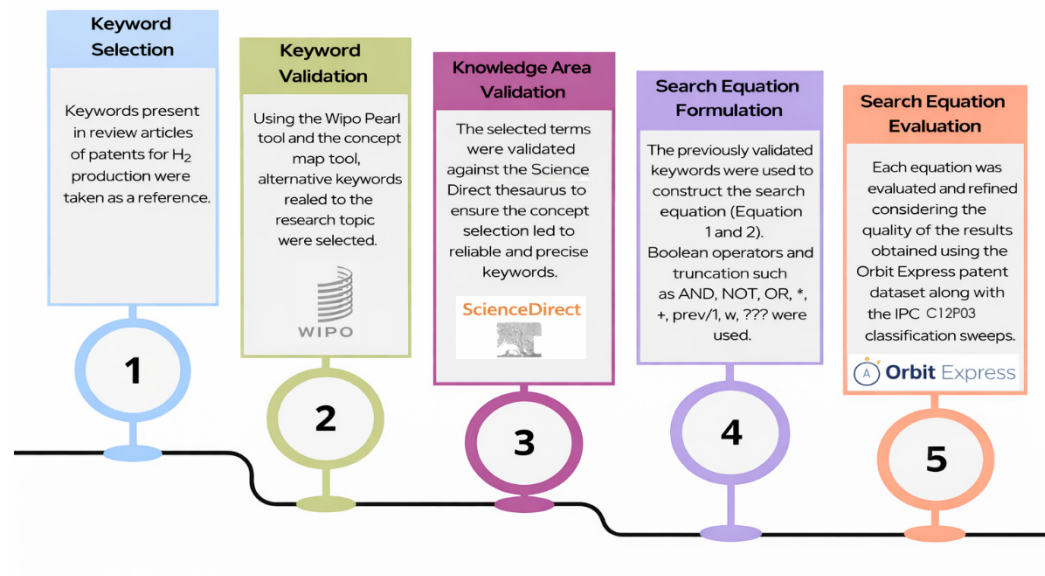 Keyword
Selection
Keywords present
in review articles
of patents for H₂
production were
taken as a reference.
1
Keyword
Validation
Using the Wipo Pearl
tool and the concept
map tool,
alternative keywords
realed to the
research topic
were selected.
WIPO
2
Knowledge Area
Validation
The selected terms
were validated
against the Science
Direct thesaurus to
ensure the concept
selection led to
reliable and precise
keywords.
ScienceDirect
3
Search Equation
Formulation
The previously validated
keywords were used to
construct the search
equation (Equation
1 and 2).
Boolean operators and
truncation such
as AND, NOT, OR, *,
+, prev/1, w, ??? were
used.
4
Search Equation
Evaluation
Each equation was
evaluated and refined
considering the
quality of the results
obtained using the
Orbit Express patent
dataset along with
the IPC C12P03
classification sweeps.
A Orbit Express
5